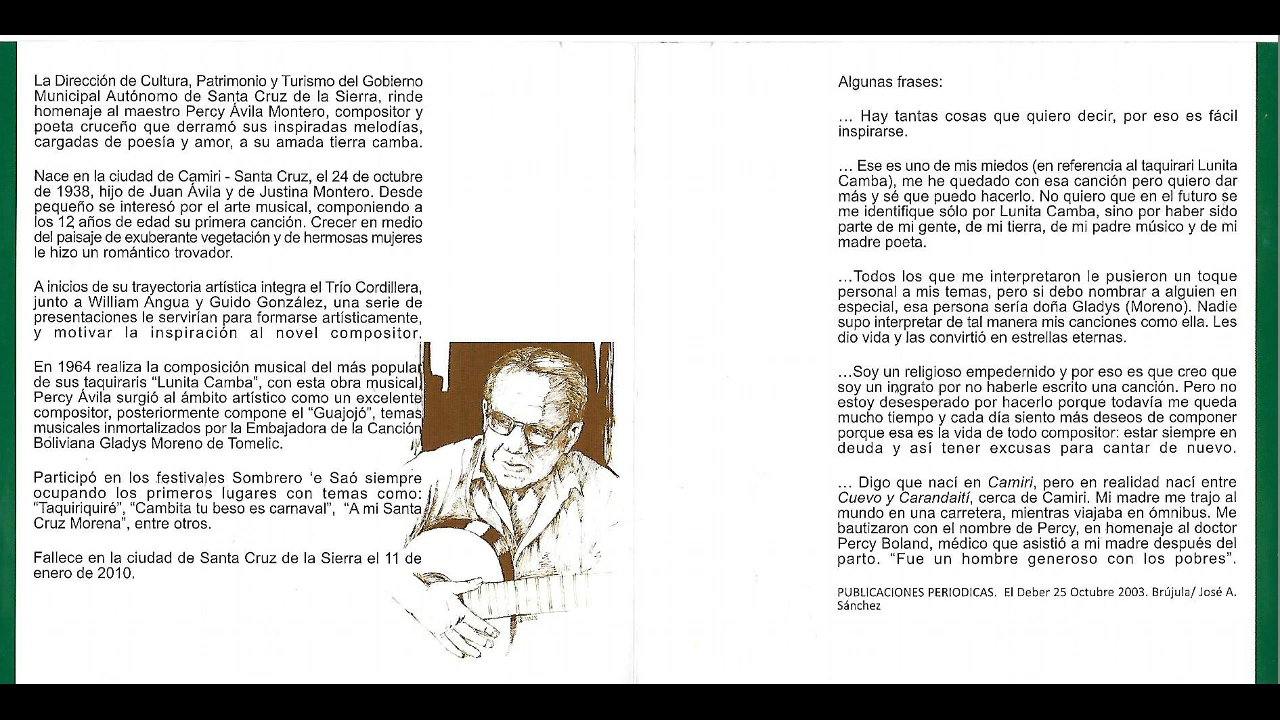 La Dirección de Cultura, Patrimonio y Turismo del Gobierno
Municipal Autónomo de Santa Cruz de la Sierra, rinde
homenaje al maestro Percy Ávila Montero, compositor y
poeta cruceño que derramó sus inspiradas melodías,
cargadas de poesía y amor, a su amada tierra camba.
Nace en la ciudad de Camiri - Santa Cruz, el 24 de octubre
de 1938, hijo de Juan Ávila y de Justina Montero. Desde
pequeño se interesó por el arte musical, componiendo a
los 12 años de edad su primera canción. Crecer en medio
del paisaje de exuberante vegetación y de hermosas mujeres
le hizo un romántico trovador.
A inicios de su trayectoria artística integra el Trío Cordillera,
junto a William Angua y Guido González, una serie de
presentaciones le servirían para formarse artísticamente,
y motivar la inspiración al novel compositor.
En 1964 realiza la composición musical del más popular
de sus taquiraris “Lunita Camba”, con esta obra musical,
Percy Ávila surgió al ámbito artístico como un excelente
compositor, posteriormente compone el “Guajojó”, temas
musicales inmortalizados por la Embajadora de la Canción
Boliviana Gladys Moreno de Tomelic.
Participó en los festivales Sombrero ‘e Saó siempre
ocupando los primeros lugares con temas como:
“Taquiriquiré”, “Cambita tu beso es carnaval”, “A mi Santa
Cruz Morena”, entre otros.
Fallece en la ciudad de Santa Cruz de la Sierra el 11 de
enero de 2010.
Algunas frases:
... Hay tantas cosas que quiero decir, por eso es fácil
inspirarse.
... Ese es uno de mis miedos (en referencia al taquirari Lunita
Camba), me he quedado con esa canción pero quiero dar
más y sé que puedo hacerlo. No quiero que en el futuro se
me identifique sólo por Lunita Camba, sino por haber sido
parte de mi gente, de mi tierra, de mi padre músico y de mi
madre poeta.
...Todos los que me interpretaron le pusieron un toque
personal a mis temas, pero si debo nombrar a alguien en
especial, esa persona sería doña Gladys (Moreno). Nadie
supo interpretar de tal manera mis canciones como ella. Les
dio vida y las convirtió en estrellas eternas.
...Soy un religioso empedernido y por eso es que creo que
soy un ingrato por no haberle escrito una canción. Pero no
estoy desesperado por hacerlo porque todavía me queda
mucho tiempo y cada día siento más deseos de componer
porque esa es la vida de todo compositor: estar siempre en
deuda y así tener excusas para cantar de nuevo.
... Digo que nací en Camiri, pero en realidad nací entre
Cuevo y Carandaití, cerca de Camiri. Mi madre me trajo al
mundo en una carretera, mientras viajaba en ómnibus. Me
bautizaron con el nombre de Percy, en homenaje al doctor
Percy Boland, médico que asistió a mi madre después del
parto. “Fue un hombre generoso con los pobres”.
PUBLICACIONES PERIODICAS. El Deber 25 Octubre 2003. Brújula/ José A.
Sánchez